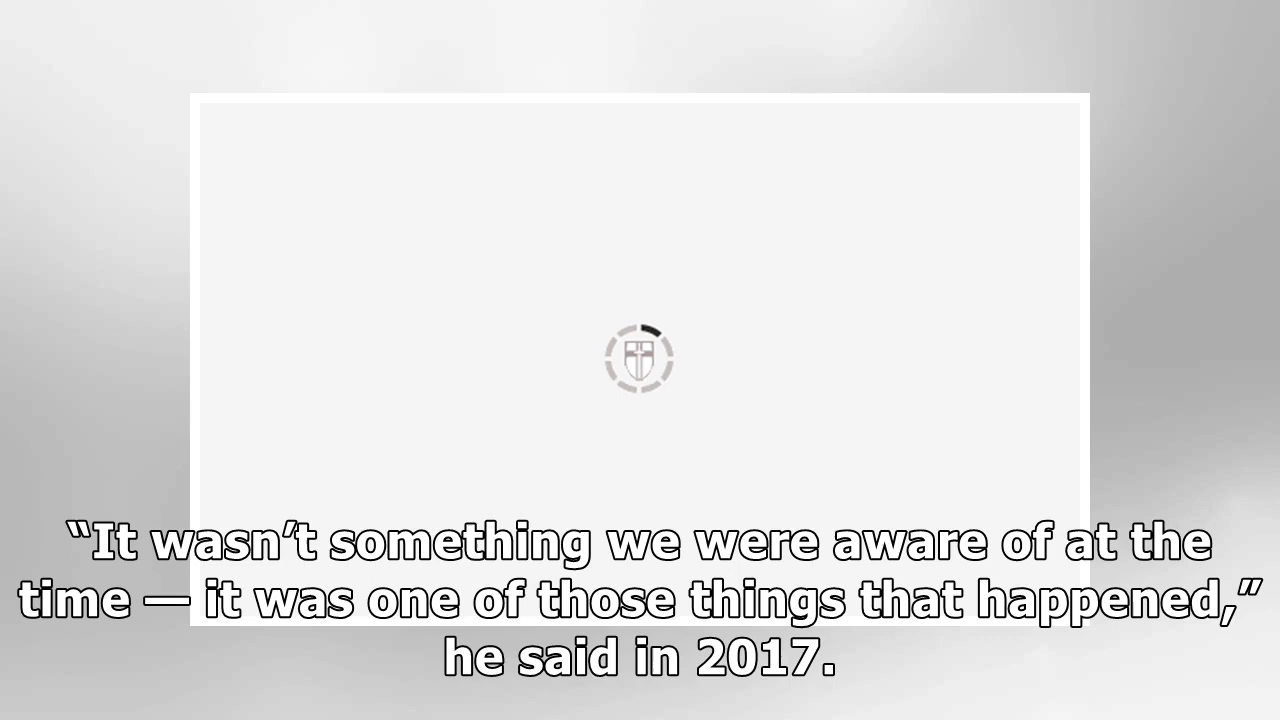 “It wasn’t something we were aware of at the
time — it was one of those things that happened,”
he said in 2017.